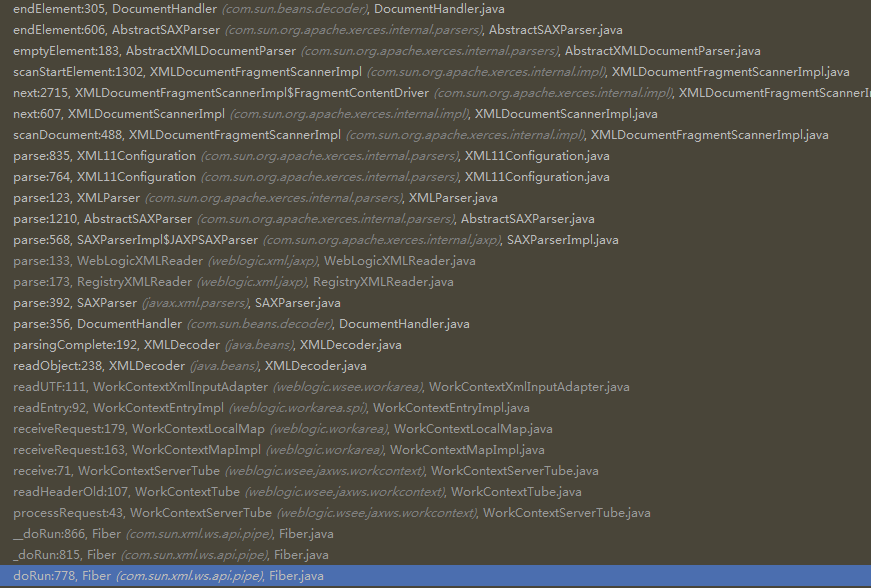 endElement:305, DocumentHandler (com.sun.beans.decoder), DocumentHandler.java
endElement:606, AbstractSAXParser (com.sun.org.apache.xerces.internal.parsers), AbstractSAXParser.java
emptyElement:183, AbstractXMLDocumentParser (com.sun.org.apache.xerces.internal.parsers), AbstractXMLDocumentParser.java
scanStartElement:1302, XMLDocumentFragmentScannerImpl (com.sun.org.apache.xerces.internal.impl), XMLDocumentFragmentScannerImpl.java
next:2715, XMLDocumentFragmentScannerImpl$FragmentContentDriver (com.sun.org.apache.xerces.internal.impl), XMLDocumentFragmentScannerI
next:607, XMLDocumentScannerImpl (com.sun.org.apache.xerces.internal.impl), XMLDocumentScannerImpl.java
scanDocument:488, XMLDocumentFragmentScannerImpl (com.sun.org.apache.xerces.internal.impl), XMLDocumentFragmentScannerImpl.java
parse:835, XML11Configuration (com.sun.org.apache.xerces.internal.parsers), XML11Configuration.java
parse:764, XML11Configuration (com.sun.org.apache.xerces.internal.parsers), XML11Configuration.java
parse:123, XMLParser (com.sun.org.apache.xerces.internal.parsers), XMLParser.java
parse:1210, AbstractSAXParser (com.sun.org.apache.xerces.internal.parsers), AbstractSAXParser.java
parse:568, SAXParserImpl$JAXPSAXParser (com.sun.org.apache.xerces.internal.jaxp), SAXParserImpl.java
parse:133, WebLogicXMLReader (weblogic.xml.jaxp), WebLogicXMLReader.java
parse:173, RegistryXMLReader (weblogic.xml.jaxp), RegistryXMLReader.java
parse:392, SAXParser (javax.xml.parsers), SAXParser.java
parse:356, DocumentHandler (com.sun.beans.decoder), DocumentHandler.java
parsingComplete:192, XMLDecoder (java.beans), XMLDecoder.java
readObject:238, XMLDecoder (java.beans), XMLDecoder.java
readUTF:111, WorkContextXmlInputAdapter (weblogic.wsee.workarea), WorkContextXmlInputAdapter.java
readEntry:92, WorkContextEntryImpl (weblogic.workarea.spi), WorkContextEntryImpl.java
receiveRequest:179, WorkContextLocalMap (weblogic.workarea), WorkContextLocalMap.java
receiveRequest:163, WorkContextMapImpl (weblogic.workarea), WorkContextMapImpl.java
receive:71, WorkContextServerTube (weblogic.wsee.jaxws.workcontext), WorkContextServerTube.java
readHeaderOld:107, WorkContextTube (weblogic.wsee.jaxws.workcontext), WorkContextTube.java
processRequest:43, WorkContextServerTube (weblogic.wsee.jaxws.workcontext), WorkContextServerTube.java
__doRun:866, Fiber (com.sun.xml.ws.api.pipe), Fiber.java
_doRun:815, Fiber (com.sun.xml.ws.api.pipe), Fiber.java
doRun:778, Fiber (com.sun.xml.ws.api.pipe), Fiber.java